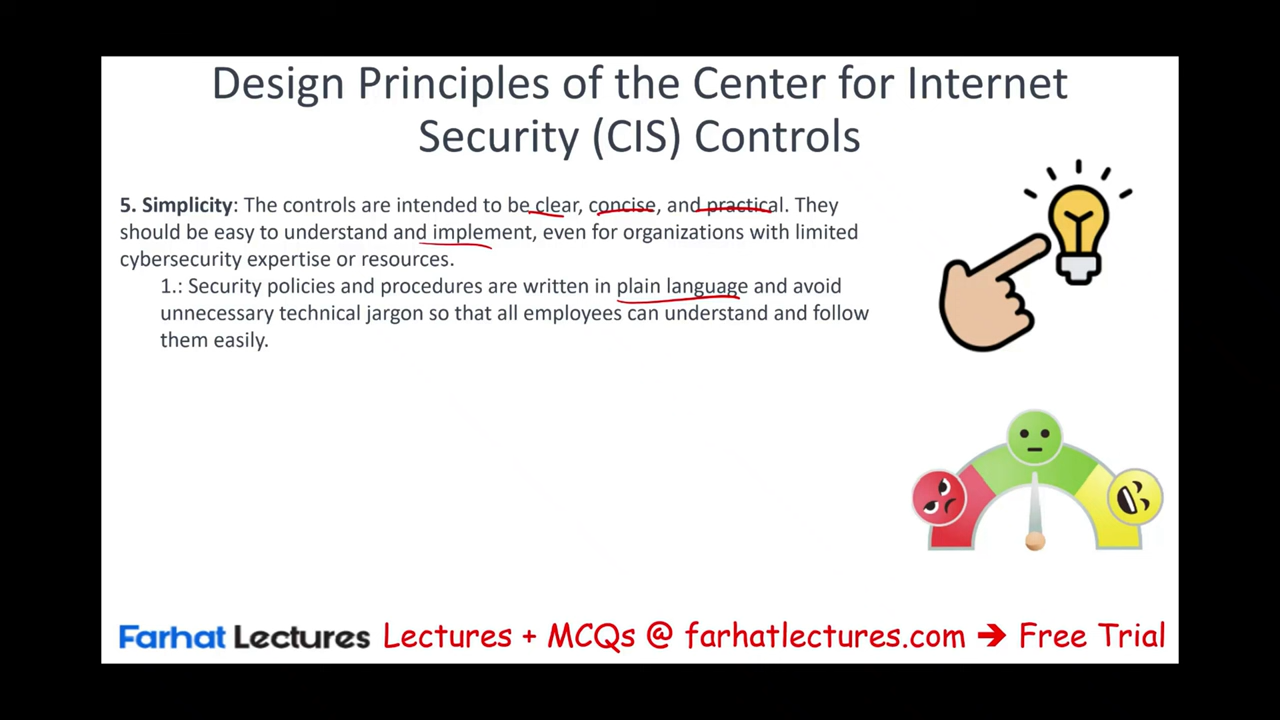 Design Principles of the Center for Internet
Security (CIS) Controls
5. Simplicity: The controls are intended to be clear, concise, and practical. They
should be easy to understand and implement, even for organizations with limited
cybersecurity expertise or resources.
1.: Security policies and procedures are written in plain language and avoid
unnecessary technical jargon so that all employees can understand and follow
them easily.
Farhat Lectures Lectures + MCQs @ farhatlectures.com ➔ Free Trial